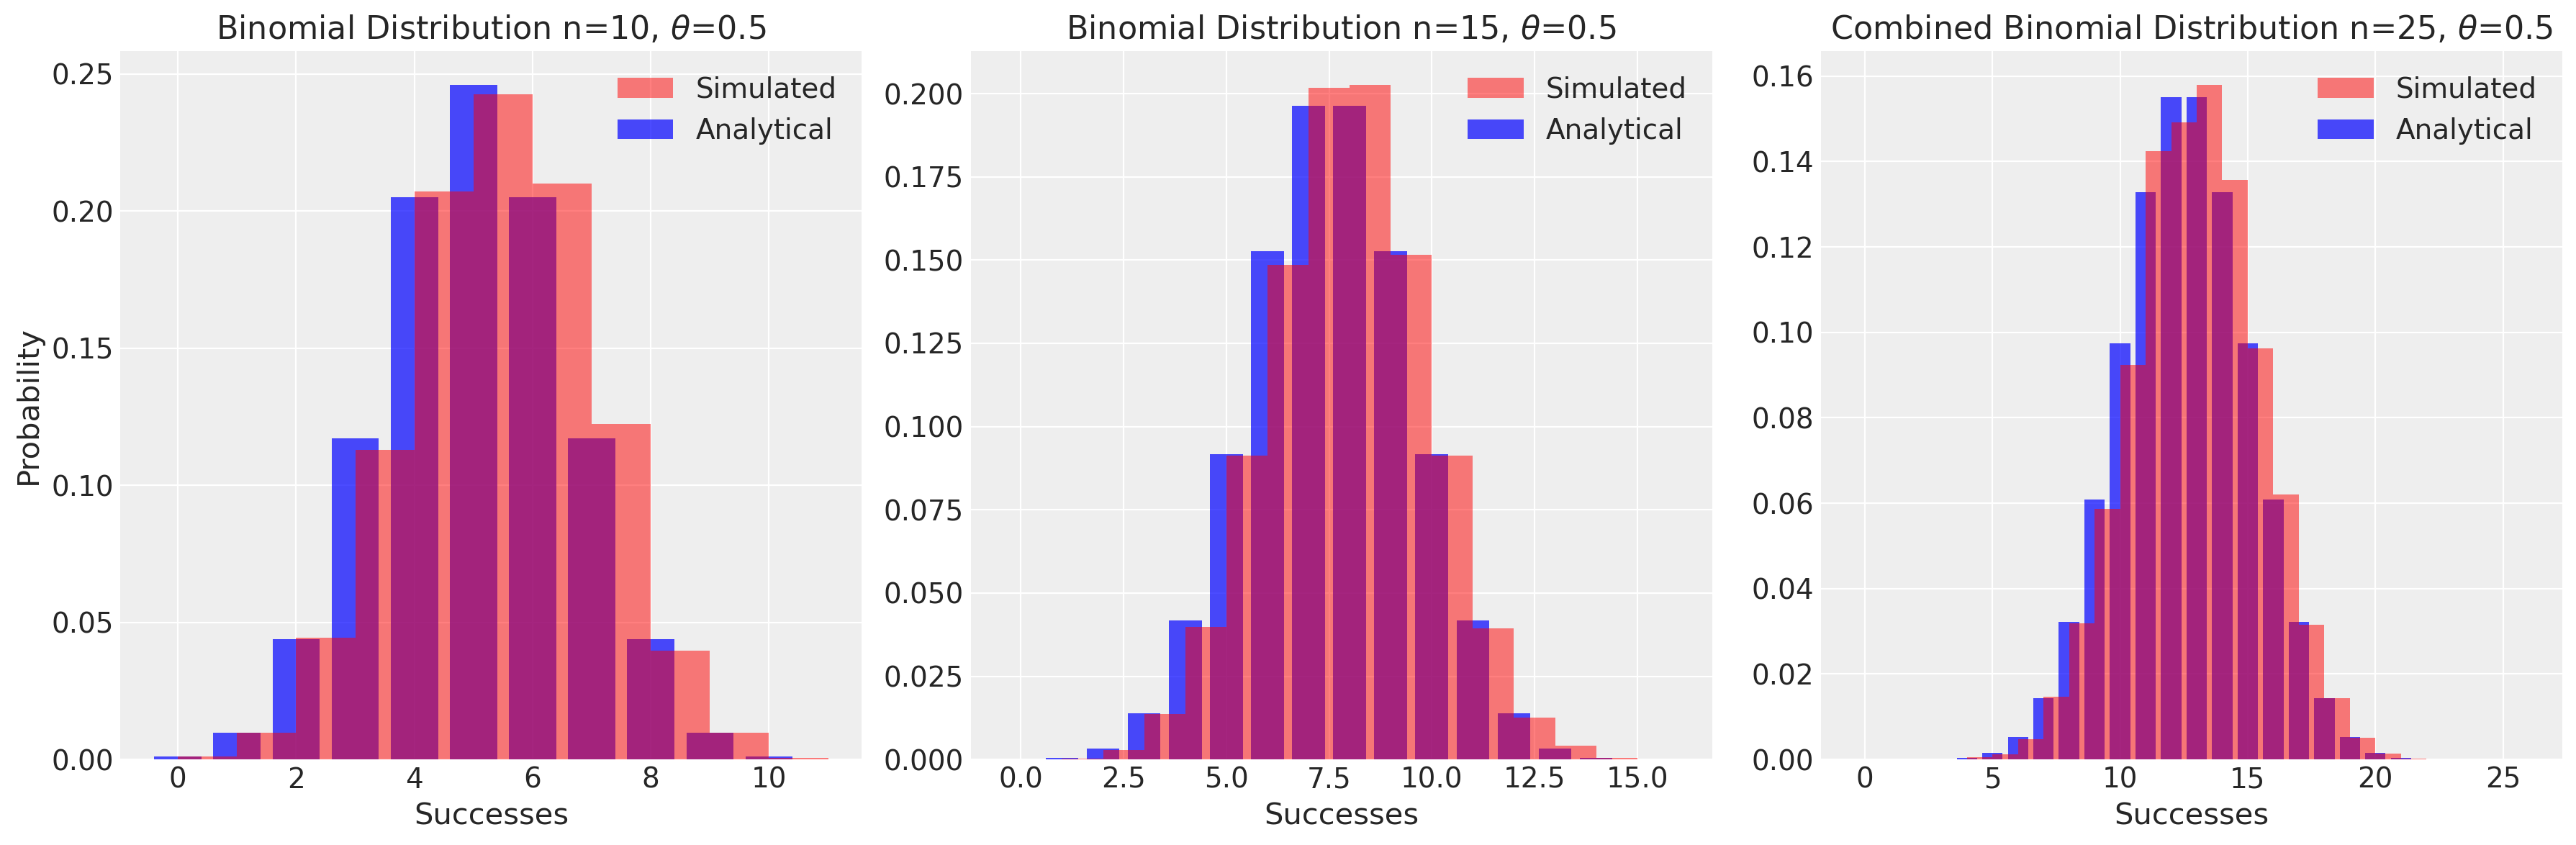 Binomial Distribution n=10, θ=0.5
Probability
0.25
0.20
0.15
0.10
0.05
0.00
0 2 4 6 8 10
Successes
Simulated
Analytical
Binomial Distribution n=15, θ=0.5
0.200
0.175
0.150
0.125
0.100
0.075
0.050
0.025
0.000
0.0 2.5 5.0 7.5 10.0 12.5 15.0
Successes
Simulated
Analytical
Combined Binomial Distribution n=25, θ=0.5
0.16
0.14
0.12
0.10
0.08
0.06
0.04
0.02
0.00
0 5 10 15 20 25
Successes
Simulated
Analytical